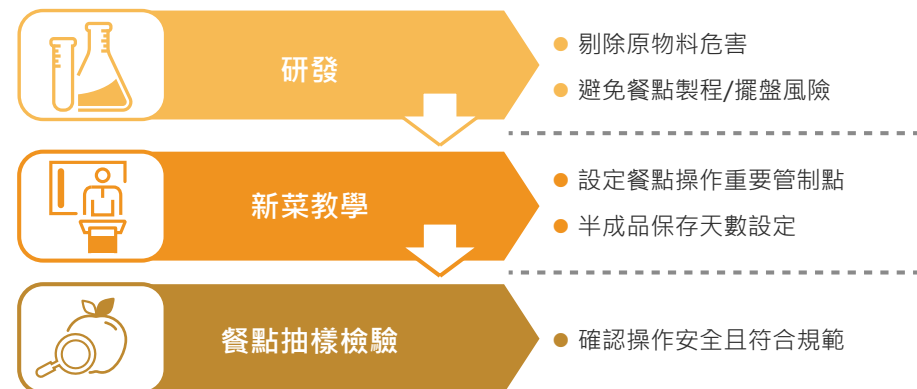 研發
● 剔除原物料危害
● 避免餐點製程/擺盤風險
新菜教學
● 設定餐點操作重要管制點
● 半成品保存天數設定
餐點抽樣檢驗
● 確認操作安全且符合規範